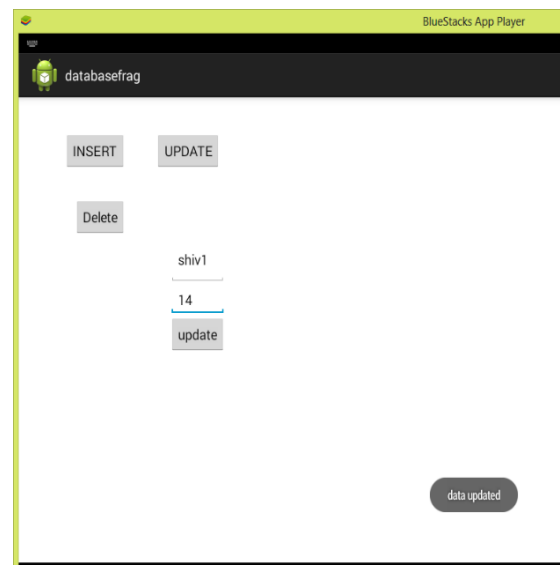 BlueStacks App Player
databasefrag
INSERT UPDATE
Delete
shiv1
14
update
data updated